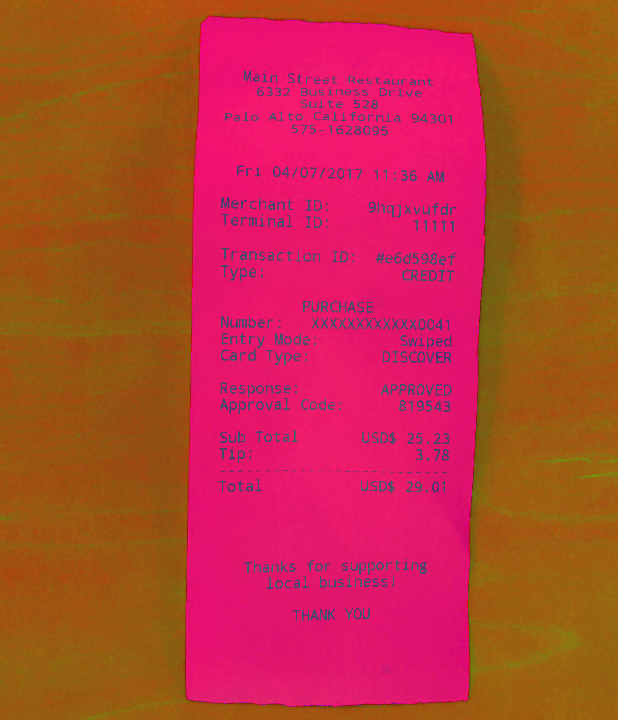 Main Street Restaurant
6332 Business Drive
Suite 528
Palo Alto California 94301
575-1628095
Fri 04/07/2017 11:36 AM
Merchant ID: 9hqjxvufdr
Terminal ID: 11111
Transaction ID: #e6d598ef
Type: CREDIT
PURCHASE
Number: XXXXXXXXXXXX0041
Entry Mode: Swiped
Card Type: DISCOVER
Response: APPROVED
Approval Code: 819543
Sub Total USD$ 25.23
Tip: 3.78
--------------------------
Total USD$ 29.01
Thanks for supporting
local business.
THANK YOU